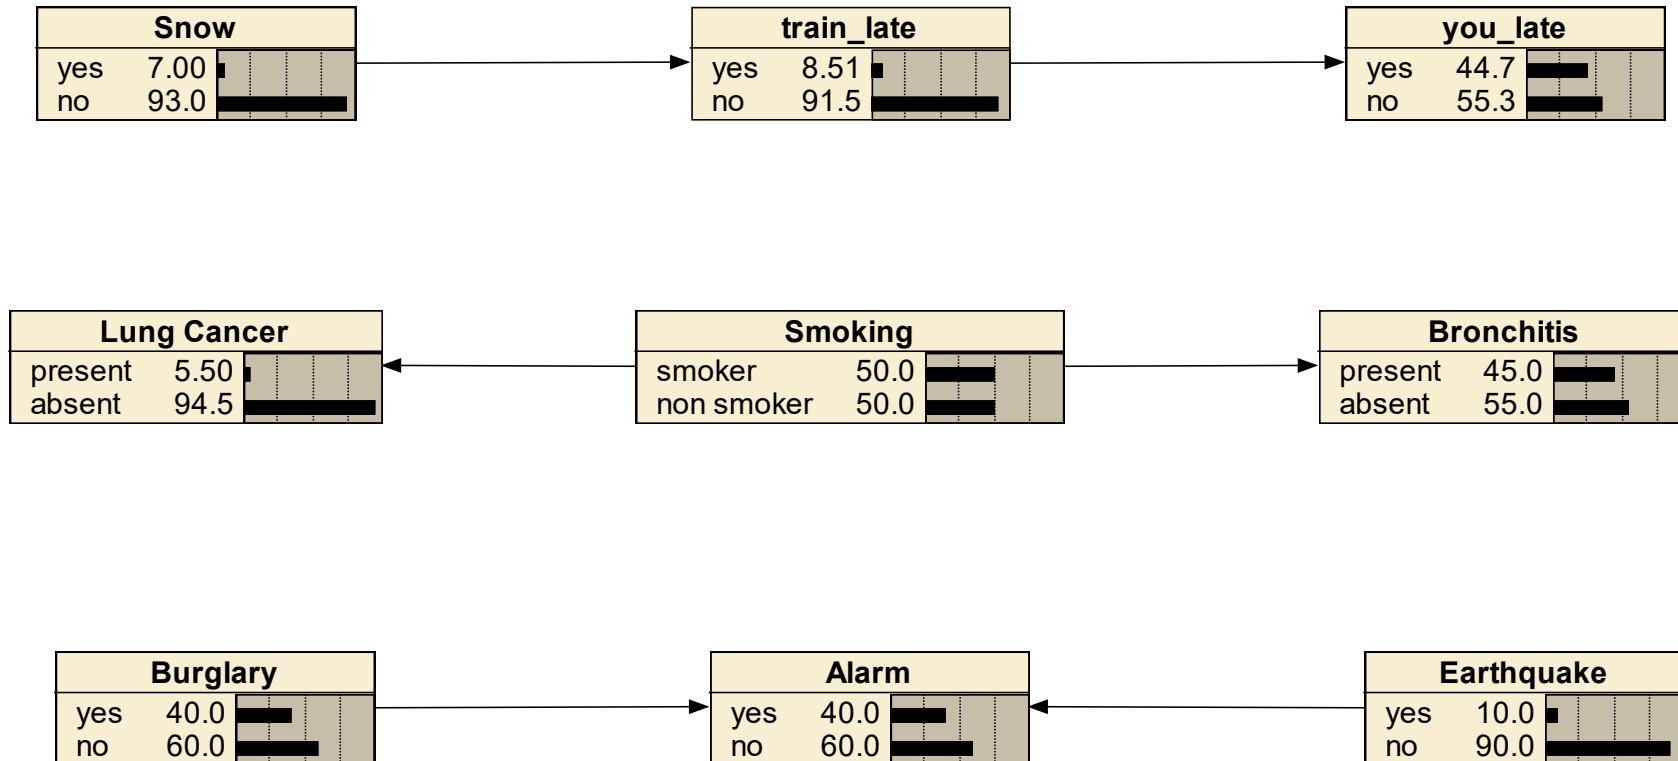 Snow
yes 7.00
no 93.0
train_late
yes 8.51
no 91.5
you_late
yes 44.7
no 55.3
Lung Cancer
present 5.50
absent 94.5
Smoking
smoker 50.0
non smoker 50.0
Bronchitis
present 45.0
absent 55.0
Burglary
yes 40.0
no 60.0
Alarm
yes 40.0
no 60.0
Earthquake
yes 10.0
no 90.0